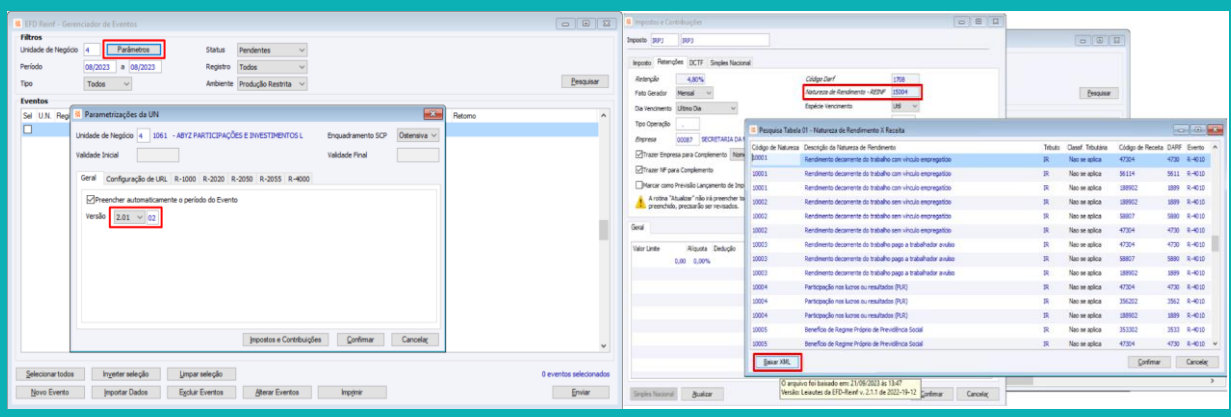 EFD Reinf - Gerenciador de Eventos
Filtros
Unidade de Negócio 4 Parâmetros Status Pendentes
Período 08/2023 a 08/2023 Registro Todos
Tipo Todos Ambiente Produção Restrita Pesquisar
Eventos
Sel U.N. Regi Retorno
Parametrizações da UN
Unidade de Negócio 4 1061 - ABYZ PARTICIPAÇÕES E INVESTIMENTOS L Enquadramento SCP Ostensiva
Validade Inicial Validade Final
Geral Configuração de URL R-1000 R-2020 R-2050 R-2055 R-4000
Preencher automaticamente o período do Evento
Versão 2.01 02
Impostos e Contribuições Confirmar Cancelar
Selecionar todos Inverter seleção Limpar seleção 0 eventos selecionados
Novo Evento Importar Dados Excluir Eventos Alterar Eventos Imprimir Enviar
Impostos e Contribuições
Imposto IRPJ IRPJ
Imposto Retenções DCTF Simples Nacional
Retenção 4,80% Código Darf 1708
Fato Gerador Mensal Natureza de Rendimento - REINF 15004
Dia Vencimento Ultimo Dia Espécie Vencimento Útil
Tipo Operação .
Empresa 00087 SECRETARIA DA
Trazer Empresa para Complemento Nome
Trazer NF para Complemento
Marcar como Previsão Lançamento de Imp
A rotina "Atualizar" não irá preencher
preenchido, precisarão ser revisados.
Geral
Valor Limite Alíquota Dedução
0,00 0,00%
Simples Nacional Atualizar Confirmar Cancelar
Pesquisar
Pesquisa Tabela 01 - Natureza de Rendimento X Receita
Código de Natureza Descrição da Natureza de Rendimento Tributo Classif. Tributária Código de Receita DARF Evento
10001 Rendimento decorrente do trabalho com vínculo empregatício IR Nao se aplica 47304 4730 R-4010
10001 Rendimento decorrente do trabalho com vínculo empregatício IR Nao se aplica 56114 5611 R-4010
10001 Rendimento decorrente do trabalho com vínculo empregatício IR Nao se aplica 188902 1889 R-4010
10002 Rendimento decorrente do trabalho sem vínculo empregatício IR Nao se aplica 188902 1889 R-4010
10002 Rendimento decorrente do trabalho sem vínculo empregatício IR Nao se aplica 58807 5880 R-4010
10002 Rendimento decorrente do trabalho sem vínculo empregatício IR Nao se aplica 47304 4730 R-4010
10003 Rendimento decorrente do trabalho pago a trabalhador avulso IR Nao se aplica 47304 4730 R-4010
10003 Rendimento decorrente do trabalho pago a trabalhador avulso IR Nao se aplica 58807 5880 R-4010
10003 Rendimento decorrente do trabalho pago a trabalhador avulso IR Nao se aplica 188902 1889 R-4010
10004 Participação nos lucros ou resultados (PLR) IR Nao se aplica 47304 4730 R-4010
10004 Participação nos lucros ou resultados (PLR) IR Nao se aplica 356202 3562 R-4010
10004 Participação nos lucros ou resultados (PLR) IR Nao se aplica 188902 1889 R-4010
10005 Benefício de Regime Próprio de Previdência Social IR Nao se aplica 353302 3533 R-4010
10005 Benefício de Regime Próprio de Previdência Social IR Nao se aplica 47304 4730 R-4010
Baixar XML Confirmar Cancelar
O arquivo foi baixado em: 21/09/2023 às 13:47
Versão: Leiautes da EFD-Reinf v. 2.1.1 de 2022-19-12